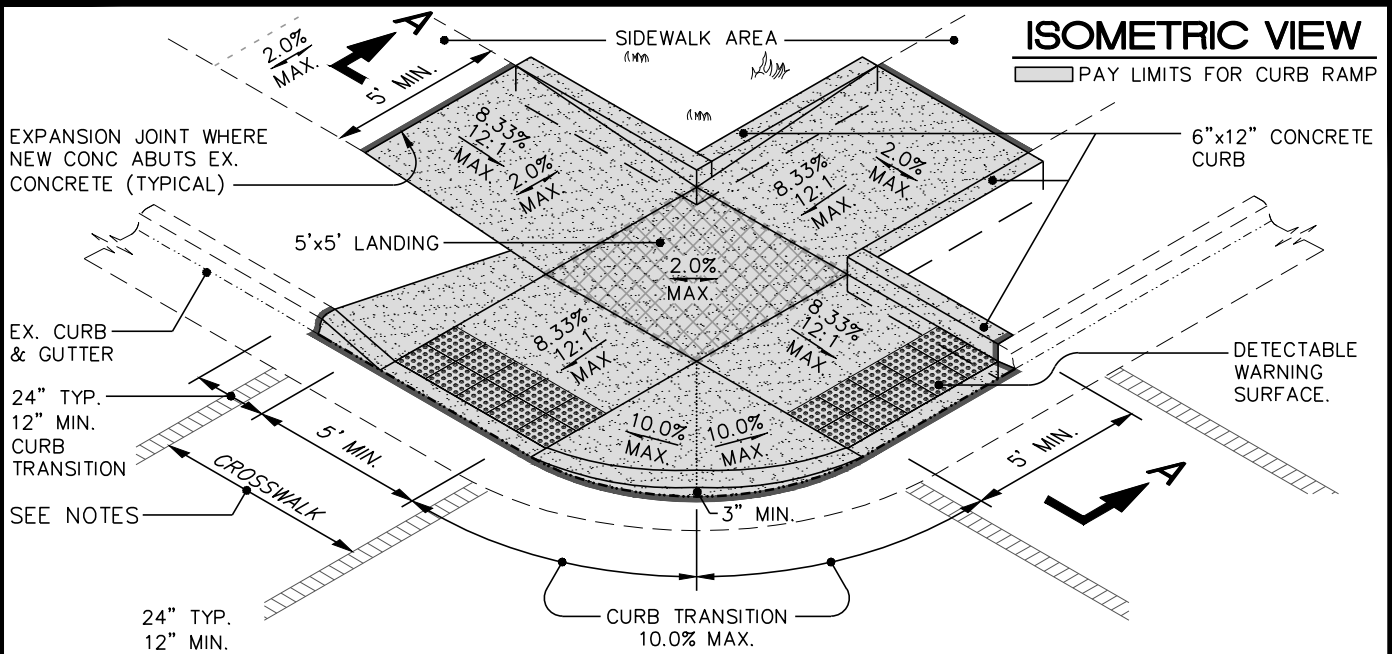 ISOMETRIC VIEW
PAY LIMITS FOR CURB RAMP
SIDEWALK AREA
A
2.0%
MAX.
5' MIN.
EXPANSION JOINT WHERE
NEW CONC ABUTS EX.
CONCRETE (TYPICAL)
8.33%
12:1
MAX.
2.0%
MAX.
8.33%
12:1
MAX
2.0%
MAX.
6"x12" CONCRETE
CURB
5'x5' LANDING
2.0%
MAX.
EX. CURB
& GUTTER
8.33%
12:1
MAX
8.33%
12:1
MAX
DETECTABLE
WARNING
SURFACE.
24" TYP.
12" MIN.
CURB
TRANSITION
5' MIN.
10.0%
MAX.
10.0%
MAX
5' MIN.
A
CROSSWALK
SEE NOTES
3" MIN.
CURB TRANSITION
10.0% MAX.
24" TYP.
12" MIN.